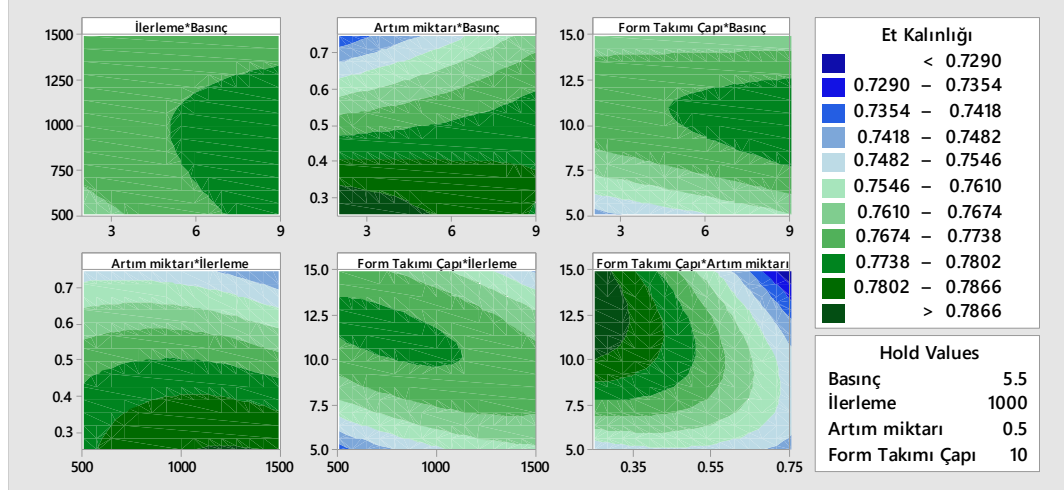 İlerleme*Basınç
1500
1250
1000
750
500
3 6 9
Artım miktarı*Basınç
0.7
0.6
0.5
0.4
0.3
3 6 9
Form Takımı Çapı*Basınç
15.0
12.5
10.0
7.5
5.0
3 6 9
Artım miktarı*İlerleme
0.7
0.6
0.5
0.4
0.3
500 1000 1500
Form Takımı Çapı*İlerleme
15.0
12.5
10.0
7.5
5.0
500 1000 1500
Form Takımı Çapı*Artım miktarı
15.0
12.5
10.0
7.5
5.0
0.35 0.55 0.75
Et Kalınlığı
< 0.7290
0.7290 – 0.7354
0.7354 – 0.7418
0.7418 – 0.7482
0.7482 – 0.7546
0.7546 – 0.7610
0.7610 – 0.7674
0.7674 – 0.7738
0.7738 – 0.7802
0.7802 – 0.7866
> 0.7866
Hold Values
Basınç 5.5
İlerleme 1000
Artım miktarı 0.5
Form Takımı Çapı 10